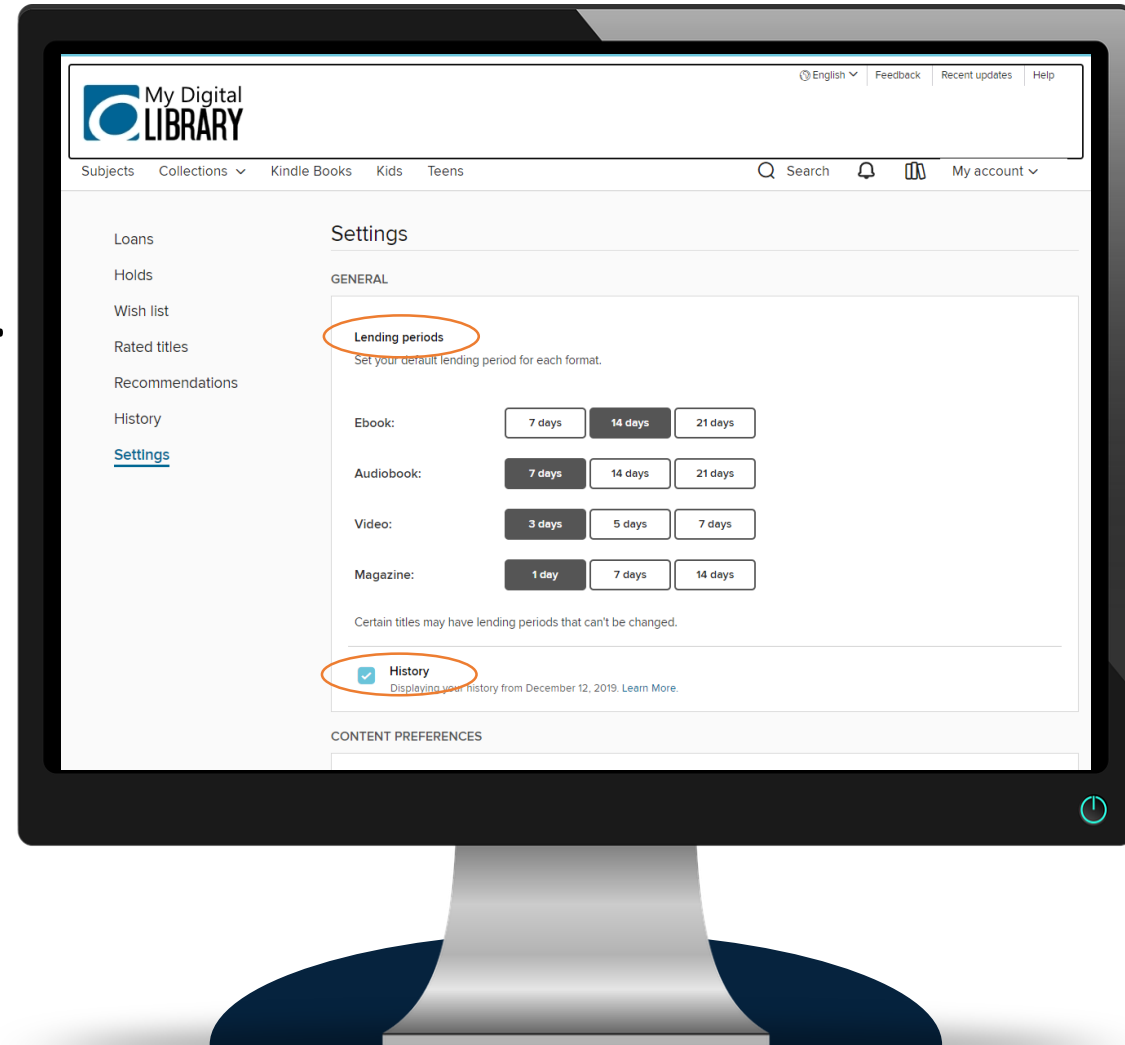 English Feedback Recent updates Help
My Digital
LIBRARY
Subjects Collections Kindle Books Kids Teens Search My account
Loans
Holds
Wish list
Rated titles
Recommendations
History
Settings
Settings
GENERAL
Lending periods
Set your default lending period for each format.
Ebook: 7 days 14 days 21 days
Audiobook: 7 days 14 days 21 days
Video: 3 days 5 days 7 days
Magazine: 1 day 7 days 14 days
Certain titles may have lending periods that can't be changed.
History
Displaying your history from December 12, 2019. Learn More.
CONTENT PREFERENCES